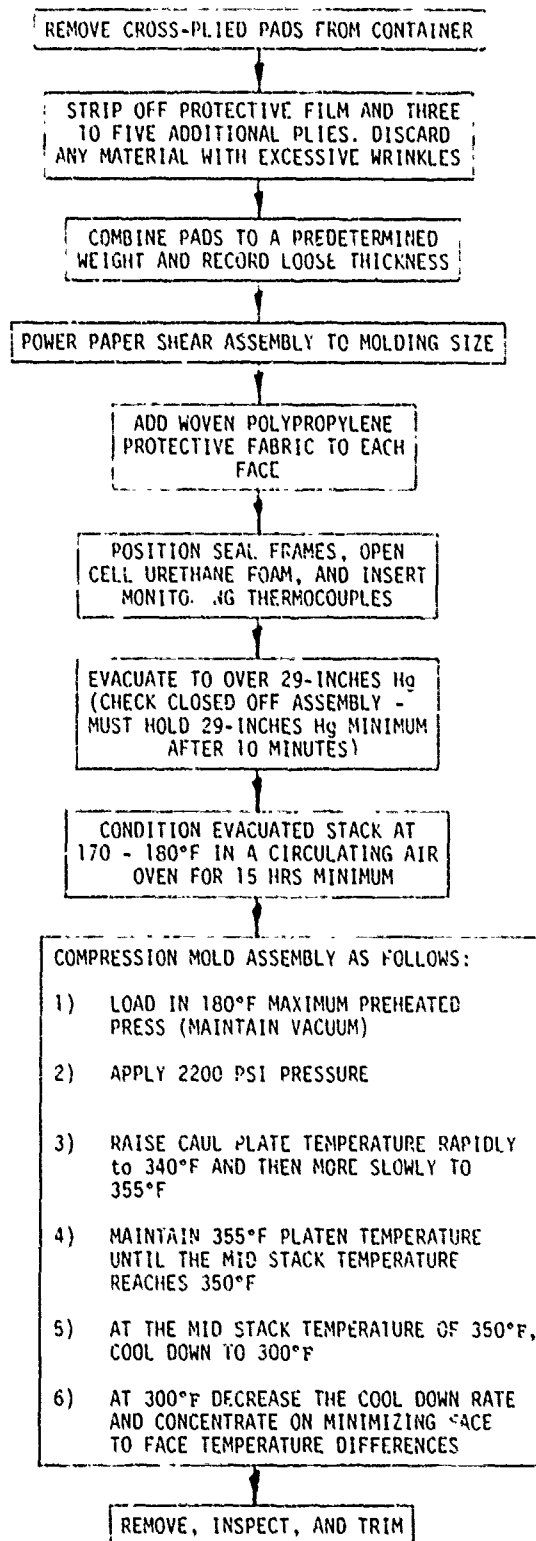 REMOVE CROSS-PLIED PADS FROM CONTAINER
STRIP OFF PROTECTIVE FILM AND THREE
TO FIVE ADDITIONAL PLIES. DISCARD
ANY MATERIAL WITH EXCESSIVE WRINKLES
COMBINE PADS TO A PREDETERMINED
WEIGHT AND RECORD LOOSE THICKNESS
POWER PAPER SHEAR ASSEMBLY TO MOLDING SIZE
ADD WOVEN POLYPROPYLENE
PROTECTIVE FABRIC TO EACH
FACE
POSITION SEAL FRAMES, OPEN
CELL URETHANE FOAM, AND INSERT
MONITORING THERMOCOUPLES
EVACUATE TO OVER 29-INCHES Hg
(CHECK CLOSED OFF ASSEMBLY -
MUST HOLD 29-INCHES Hg MINIMUM
AFTER 10 MINUTES)
CONDITION EVACUATED STACK AT
170 - 180°F IN A CIRCULATING AIR
OVEN FOR 15 HRS MINIMUM
COMPRESSION MOLD ASSEMBLY AS FOLLOWS:
1) LOAD IN 180°F MAXIMUM PREHEATED
PRESS (MAINTAIN VACUUM)
2) APPLY 2200 PSI PRESSURE
3) RAISE CAUL PLATE TEMPERATURE RAPIDLY
to 340°F AND THEN MORE SLOWLY TO
355°F
4) MAINTAIN 355°F PLATEN TEMPERATURE
UNTIL THE MID STACK TEMPERATURE
REACHES 350°F
5) AT THE MID STACK TEMPERATURE OF 350°F,
COOL DOWN TO 300°F
6) AT 300°F DECREASE THE COOL DOWN RATE
AND CONCENTRATE ON MINIMIZING FACE
TO FACE TEMPERATURE DIFFERENCES
REMOVE, INSPECT, AND TRIM